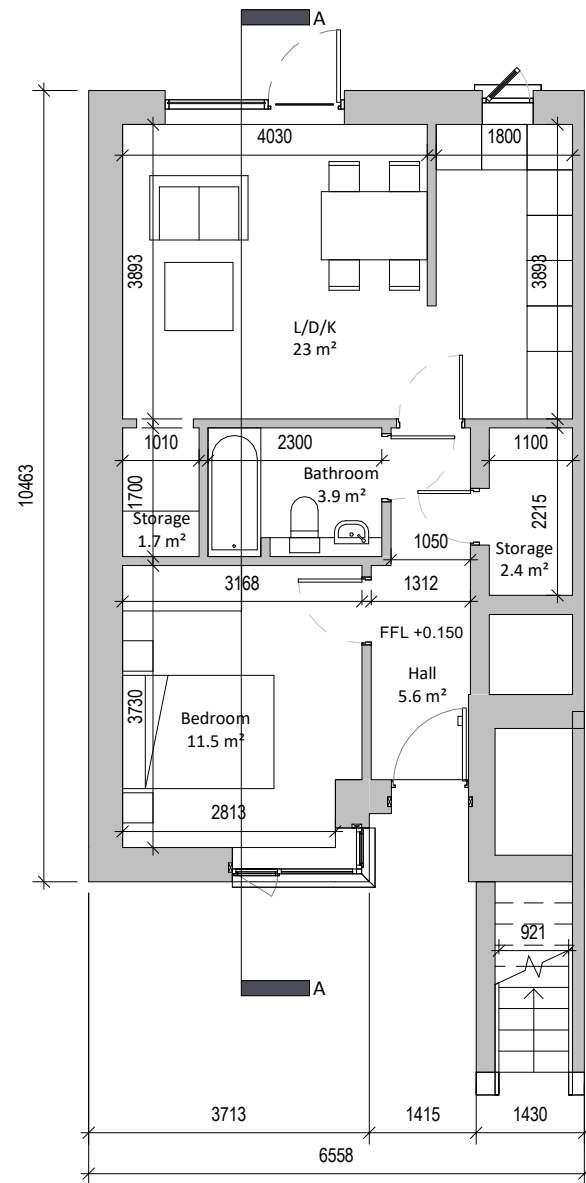 A
4030
1800
3893
3893
L/D/K
23 m²
10463
1010
2300
1100
Bathroom
3.9 m²
1700
2215
Storage
1.7 m²
1050
Storage
2.4 m²
3168
1312
FFL +0.150
Hall
5.6 m²
3730
Bedroom
11.5 m²
2813
921
A
3713
1415
1430
6558